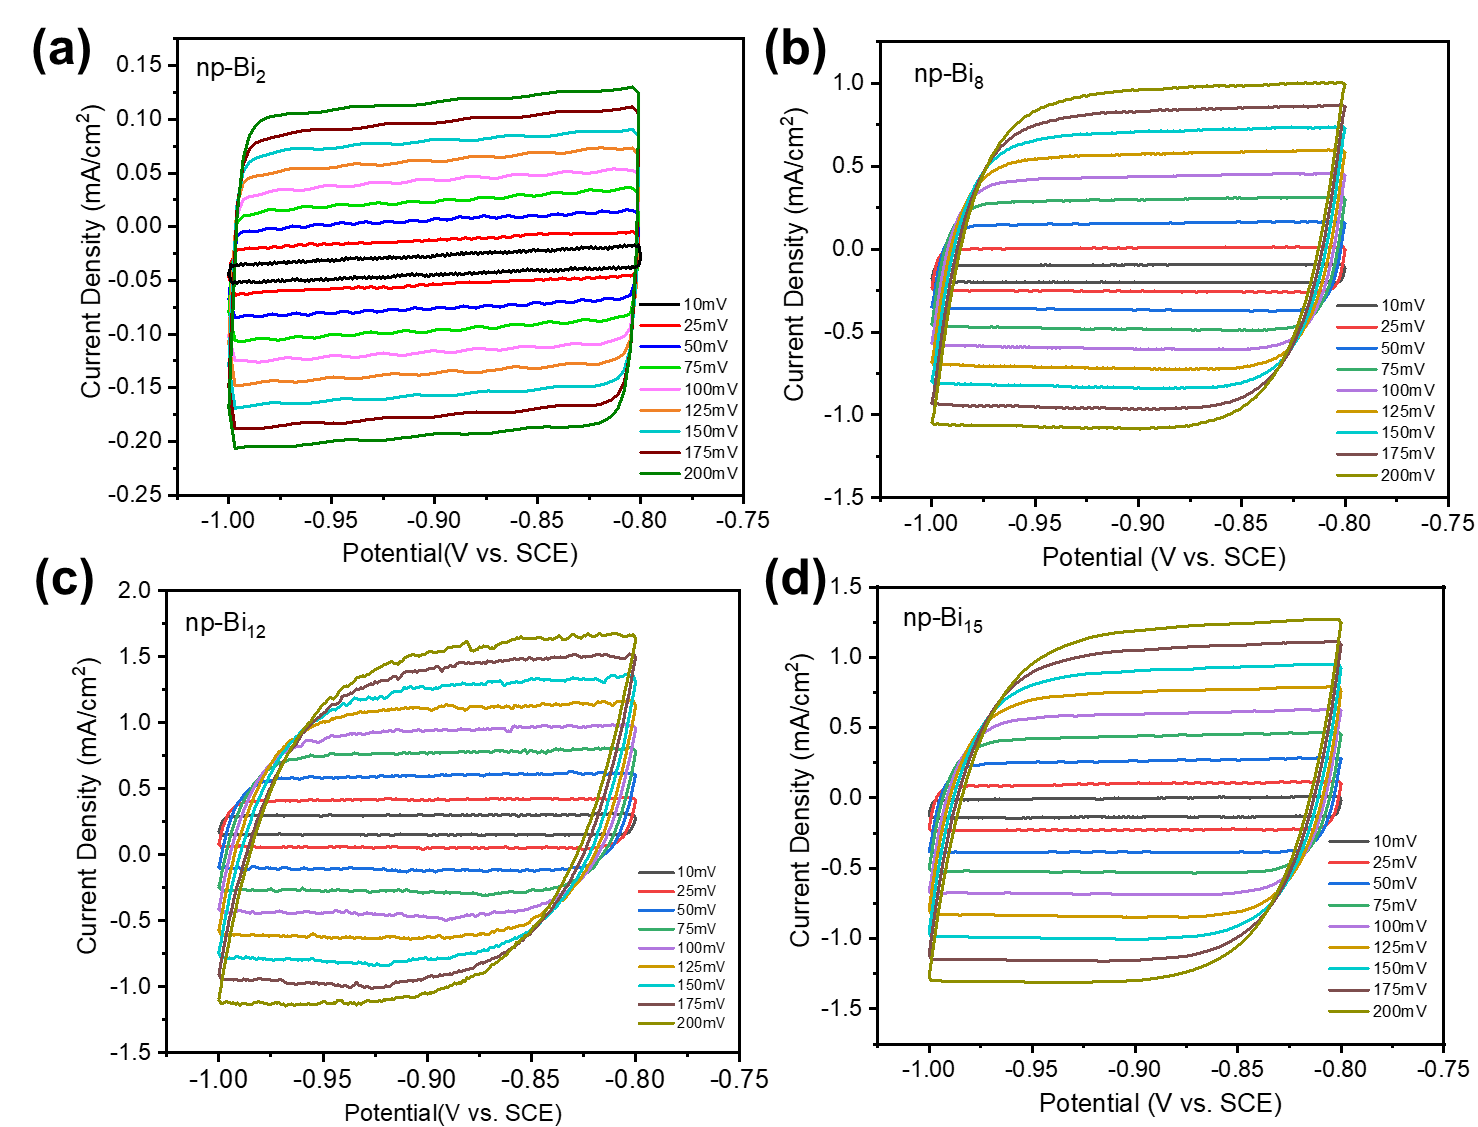 (a)
np-Bi2
Current Density (mA/cm2)
0.15
0.10
0.05
0.00
-0.05
-0.10
-0.15
-0.20
-0.25
-1.00 -0.95 -0.90 -0.85 -0.80 -0.75
Potential(V vs. SCE)
10mV
25mV
50mV
75mV
100mV
125mV
150mV
175mV
200mV
(b)
np-Bi8
Current Density (mA/cm2)
1.0
0.5
0.0
-0.5
-1.0
-1.5
-1.00 -0.95 -0.90 -0.85 -0.80 -0.75
Potential (V vs. SCE)
10mV
25mV
50mV
75mV
100mV
125mV
150mV
175mV
200mV
(c)
np-Bi12
Current Density (mA/cm2)
2.0
1.5
1.0
0.5
0.0
-0.5
-1.0
-1.5
-1.00 -0.95 -0.90 -0.85 -0.80 -0.75
Potential(V vs. SCE)
10mV
25mV
50mV
75mV
100mV
125mV
150mV
175mV
200mV
(d)
np-Bi15
Current Density (mA/cm2)
1.5
1.0
0.5
0.0
-0.5
-1.0
-1.5
-1.00 -0.95 -0.90 -0.85 -0.80 -0.75
Potential (V vs. SCE)
10mV
25mV
50mV
75mV
100mV
125mV
150mV
175mV
200mV